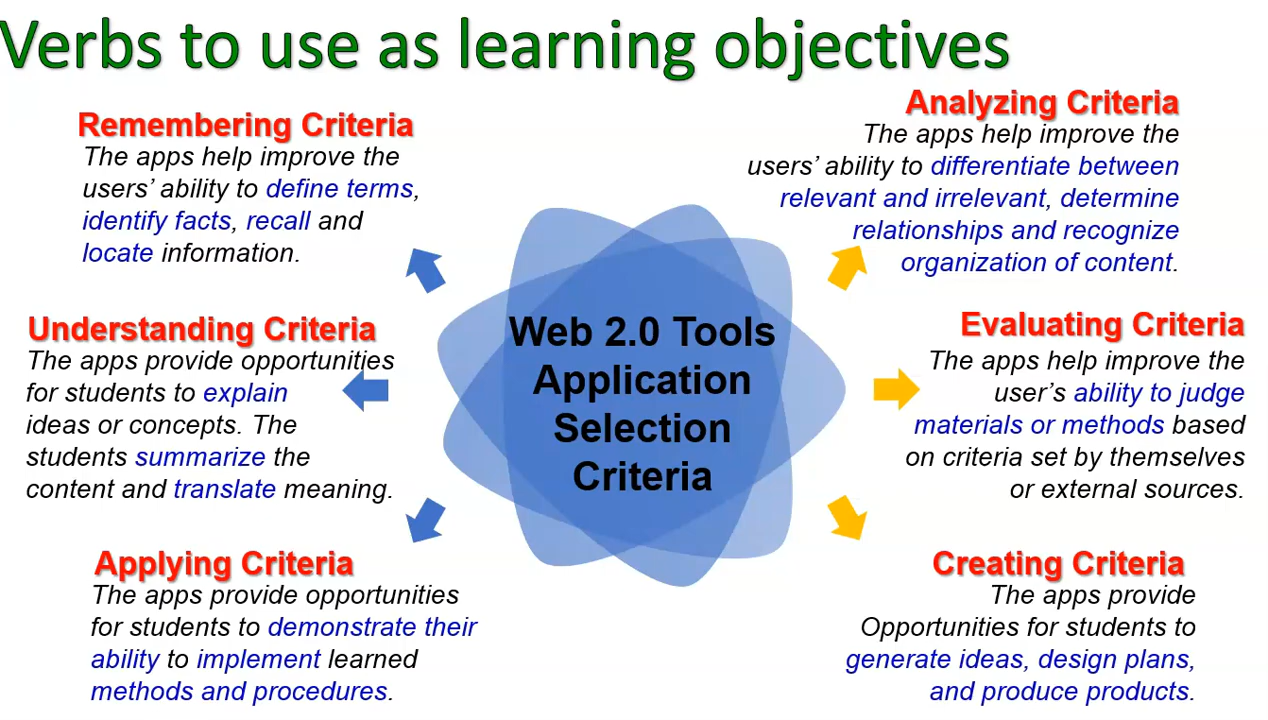 Verbs to use as learning objectives
Remembering Criteria
The apps help improve the
users’ ability to define terms,
identify facts, recall and
locate information.
Understanding Criteria
The apps provide opportunities
for students to explain
ideas or concepts. The
students summarize the
content and translate meaning.
Applying Criteria
The apps provide opportunities
for students to demonstrate their
ability to implement learned
methods and procedures.
Web 2.0 Tools
Application
Selection
Criteria
Analyzing Criteria
The apps help improve the
users’ ability to differentiate between
relevant and irrelevant, determine
relationships and recognize
organization of content.
Evaluating Criteria
The apps help improve the
user’s ability to judge
materials or methods based
on criteria set by themselves
or external sources.
Creating Criteria
The apps provide
Opportunities for students to
generate ideas, design plans,
and produce products.